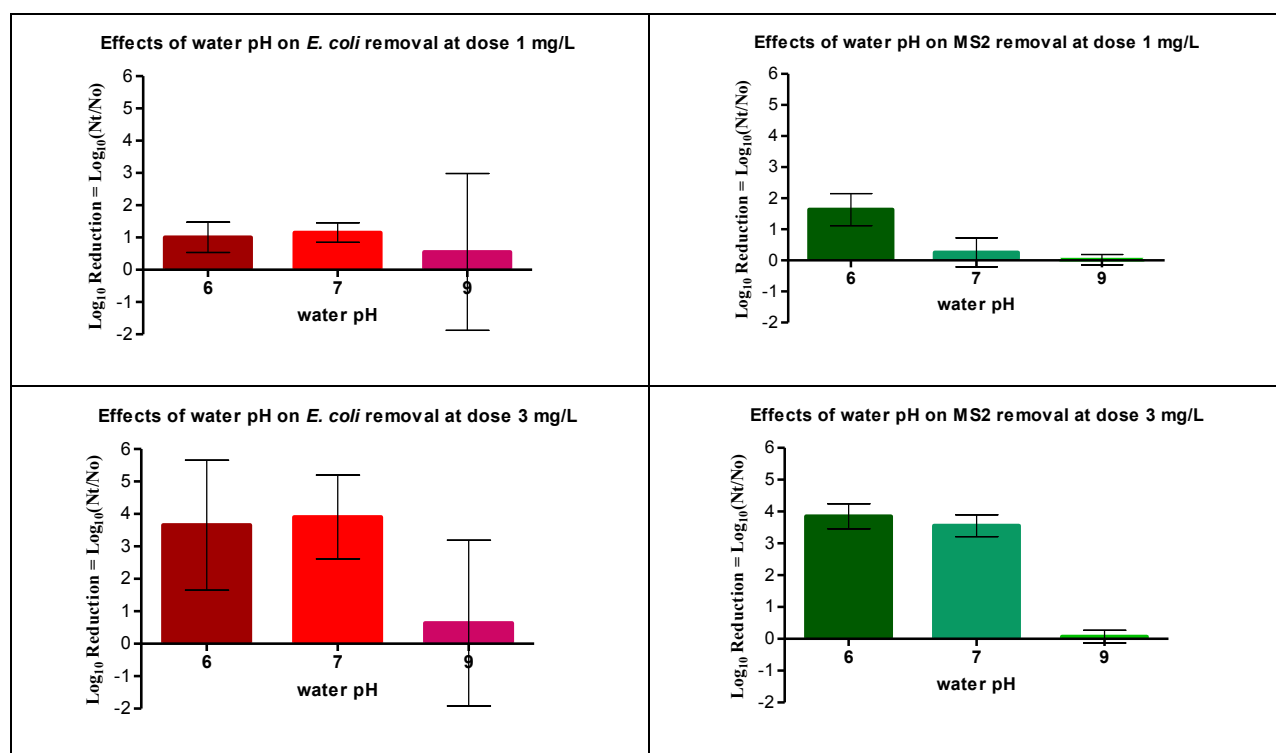 Effects of water pH on E. coli removal at dose 1 mg/L
Log₁₀ Reduction = Log₁₀(Nt/No)
6
5
4
3
2
1
0
-1
-2
6 7 9
water pH
Effects of water pH on MS2 removal at dose 1 mg/L
Log₁₀ Reduction = Log₁₀(Nt/No)
6
5
4
3
2
1
0
-1
-2
6 7 9
water pH
Effects of water pH on E. coli removal at dose 3 mg/L
Log₁₀ Reduction = Log₁₀(Nt/No)
6
5
4
3
2
1
0
-1
-2
6 7 9
water pH
Effects of water pH on MS2 removal at dose 3 mg/L
Log₁₀ Reduction = Log₁₀(Nt/No)
6
5
4
3
2
1
0
-1
-2
6 7 9
water pH